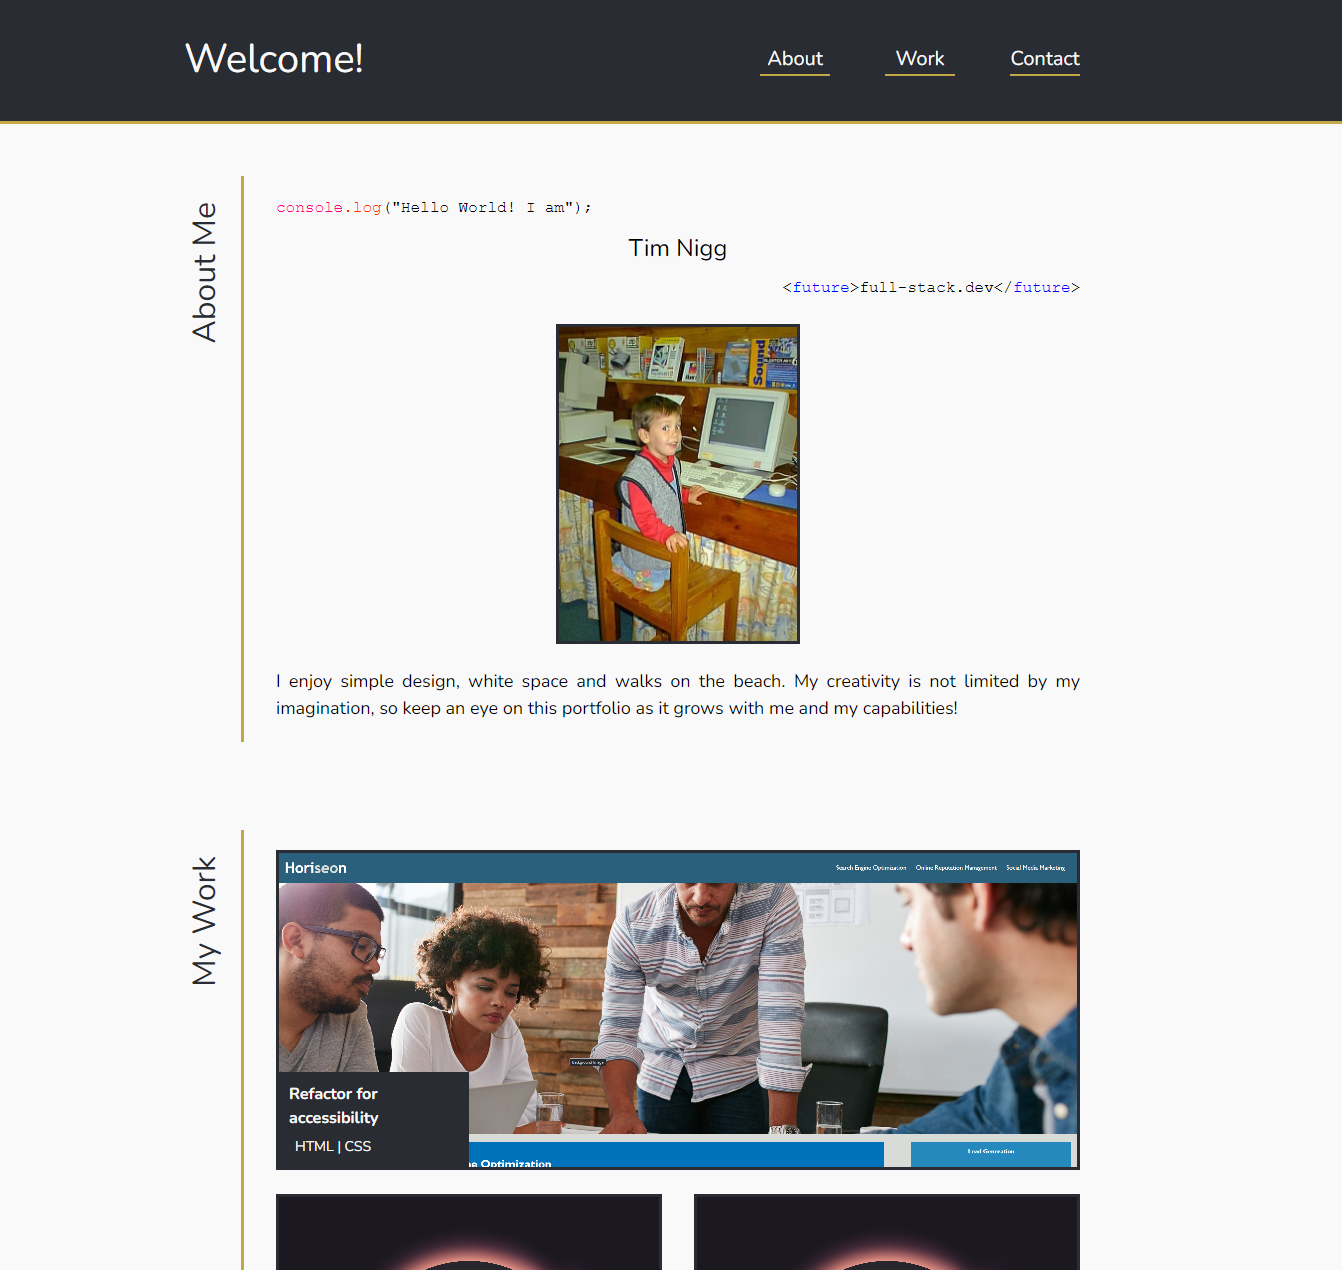 Welcome!
About Work Contact
About Me
console.log("Hello World! I am");
Tim Nigg
<future>full-stack.dev</future>
Sound
I enjoy simple design, white space and walks on the beach. My creativity is not limited by my
imagination, so keep an eye on this portfolio as it grows with me and my capabilities!
My Work
Horiseon
Search Engine Optimization Online Reputation Management Social Media Marketing
Background Image
Refactor for
accessibility
HTML | CSS
ne Optimization
Lead Generation